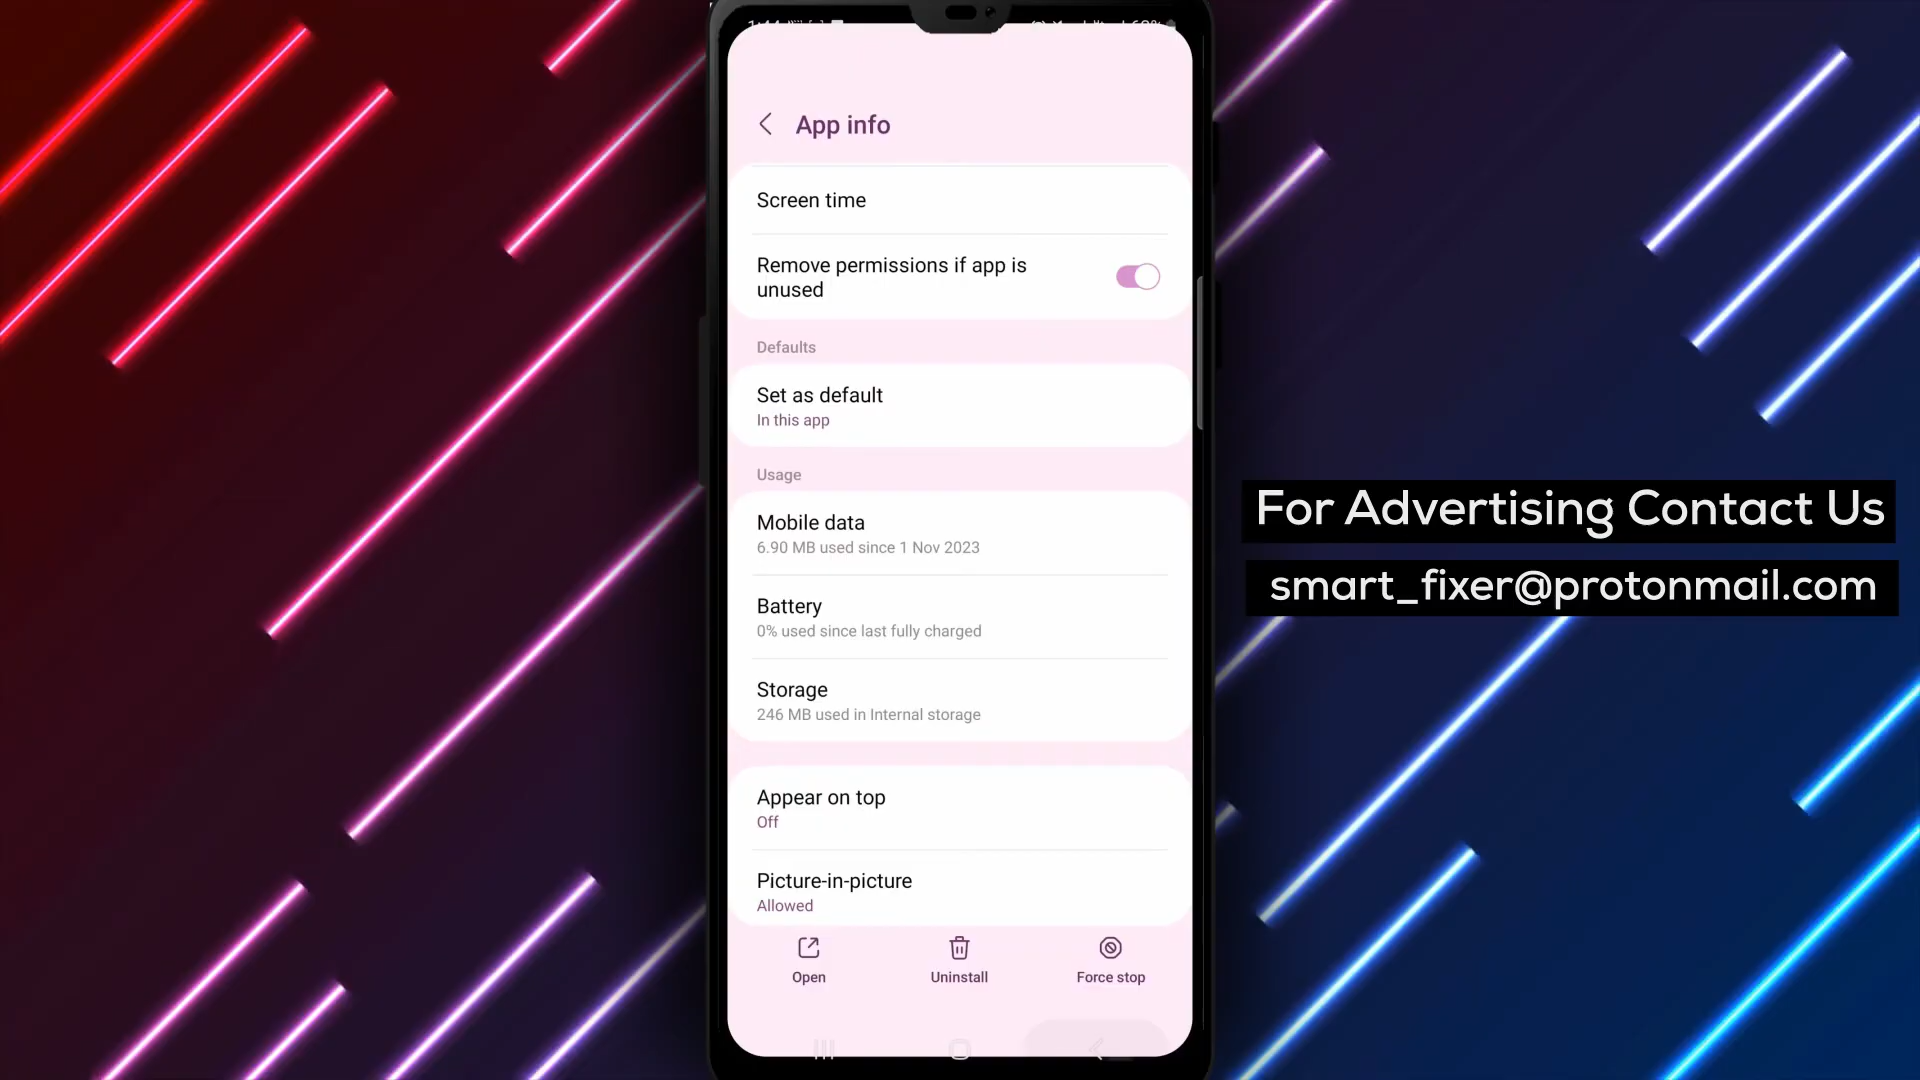 App info
Screen time
Remove permissions if app is
unused
Defaults
Set as default
In this app
Usage
Mobile data
6.90 MB used since 1 Nov 2023
Battery
0% used since last fully charged
Storage
246 MB used in Internal storage
Appear on top
Off
Picture-in-picture
Allowed
Open
Uninstall
Force stop
For Advertising Contact Us
smart_fixer@protonmail.com